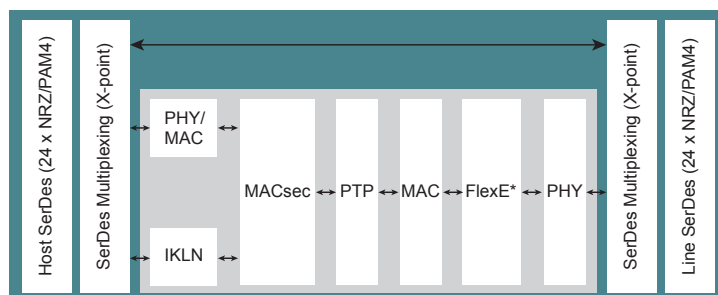 Host SerDes (24 x NRZ/PAM4)
SerDes Multiplexing (X-point)
PHY/
MAC
IKLN
MACsec
PTP
MAC
FlexE*
PHY
SerDes Multiplexing (X-point)
Line SerDes (24 x NRZ/PAM4)